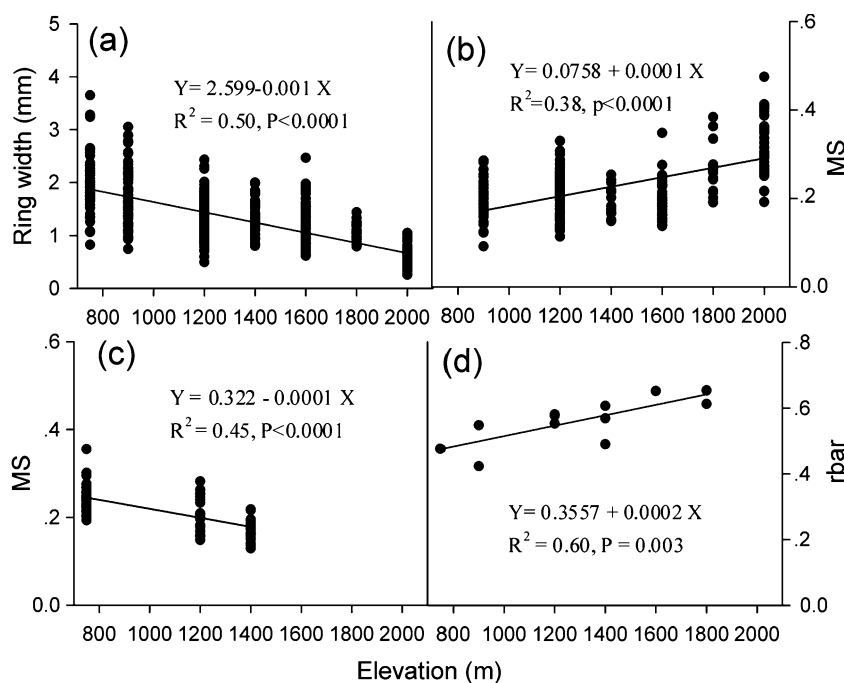 (a)
Y= 2.599-0.001 X
R² = 0.50, P<0.0001
Ring width (mm)
5
4
3
2
1
0
800 1000 1200 1400 1600 1800 2000
(b)
Y= 0.0758 + 0.0001 X
R²=0.38, p<0.0001
MS
.6
.4
.2
0.0
800 1000 1200 1400 1600 1800 2000
(c)
Y = 0.322 - 0.0001 X
R² = 0.45, P<0.0001
MS
.6
.4
.2
0.0
800 1000 1200 1400 1600 1800 2000
(d)
Y= 0.3557 + 0.0002 X
R² = 0.60, P = 0.003
rbar
.8
.6
.4
.2
0.0
800 1000 1200 1400 1600 1800 2000
Elevation (m)